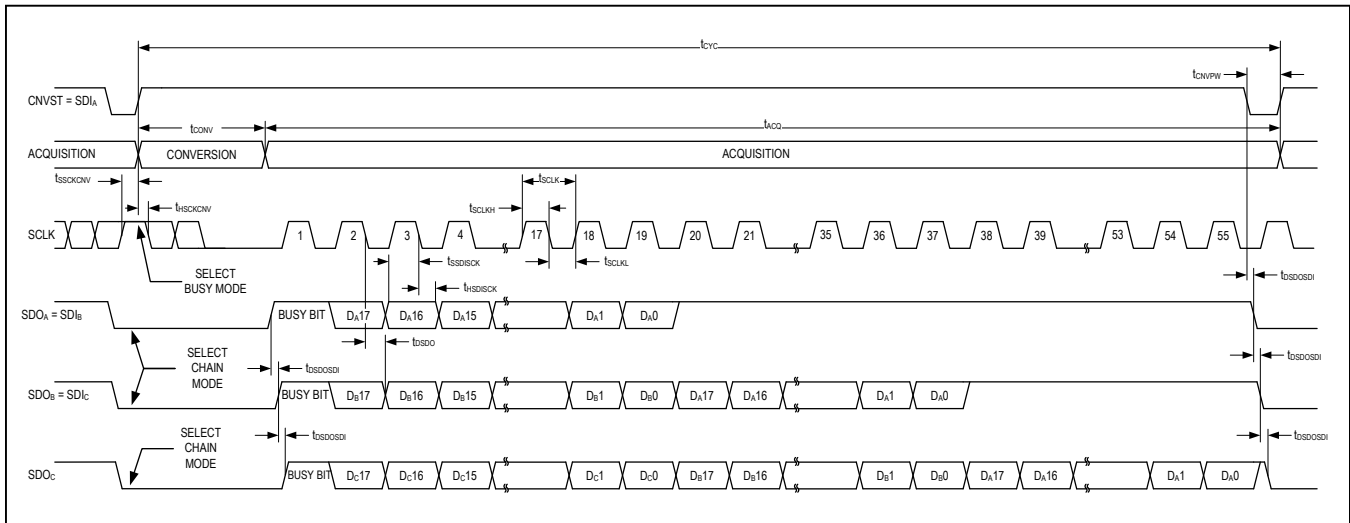 tCYC
tCNVPW
CNVST = SDIA
tCONV tACQ
ACQUISITION CONVERSION ACQUISITION
tSSCKCNV tHSCKCNV tSCLK
tSCLKH
SCLK 1 2 3 4 17 18 19 20 21 35 36 37 38 39 53 54 55
tSSDISCK tSCLKL
SELECT BUSY MODE
tHSDISCK tDSDOSDI
SDOA = SDIB BUSY BIT DA17 DA16 DA15 DA1 DA0
SELECT CHAIN MODE
tDSDO
tDSDOSDI tDSDOSDI
SDOB = SDIC BUSY BIT DB17 DB16 DB15 DB1 DB0 DA17 DA16 DA1 DA0
SELECT CHAIN MODE
tDSDOSDI tDSDOSDI
SDOC BUSY BIT DC17 DC16 DC15 DC1 DC0 DB17 DB16 DB1 DB0 DA17 DA16 DA1 DA0